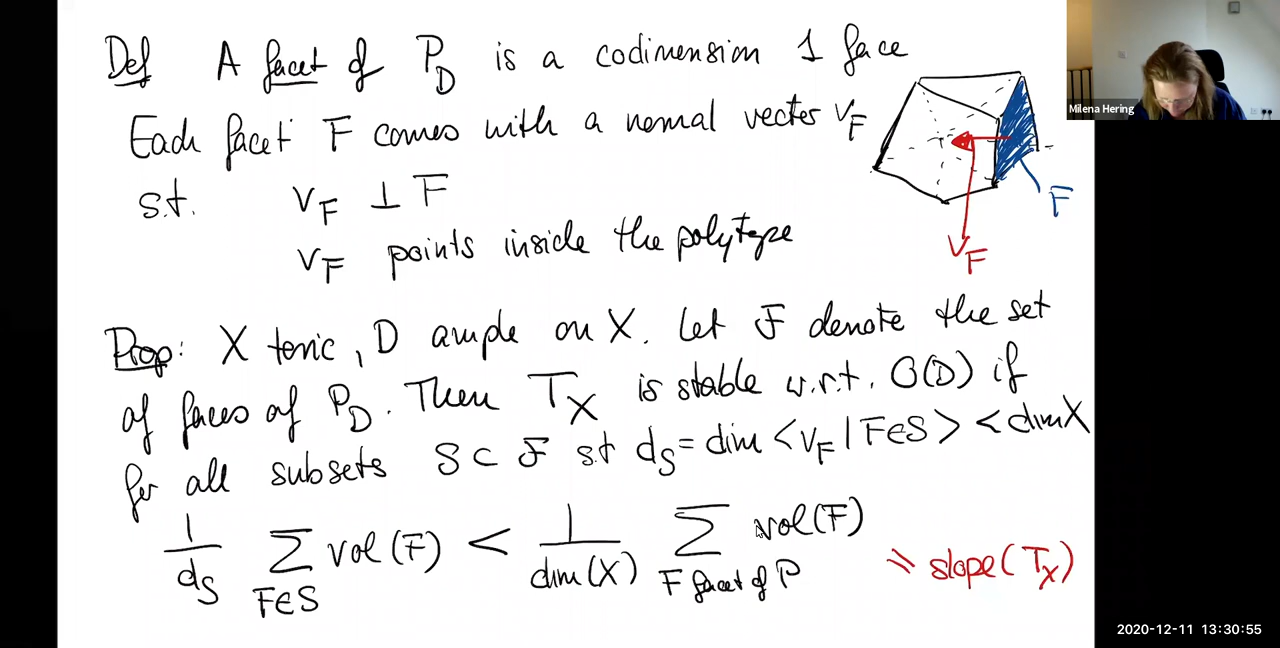 Def A facet of P_D is a codimension 1 face
Each facet F comes with a normal vector v_F
s.t. v_F ⊥ F
v_F points inside the polytype
F
v_F
Milena Hering
Prop: X toric, D ample on X. Let F denote the set
of faces of P_D. Then T_X is stable w.r.t. O(D) if
for all subsets S ⊂ F s.t d_S = dim < v_F | F∈S > < dim X
1/d_S Σ_{F∈S} vol(F) < 1/dim(X) Σ_{F facet of P} vol(F)
= slope(T_X)
2020-12-11 13:30:55